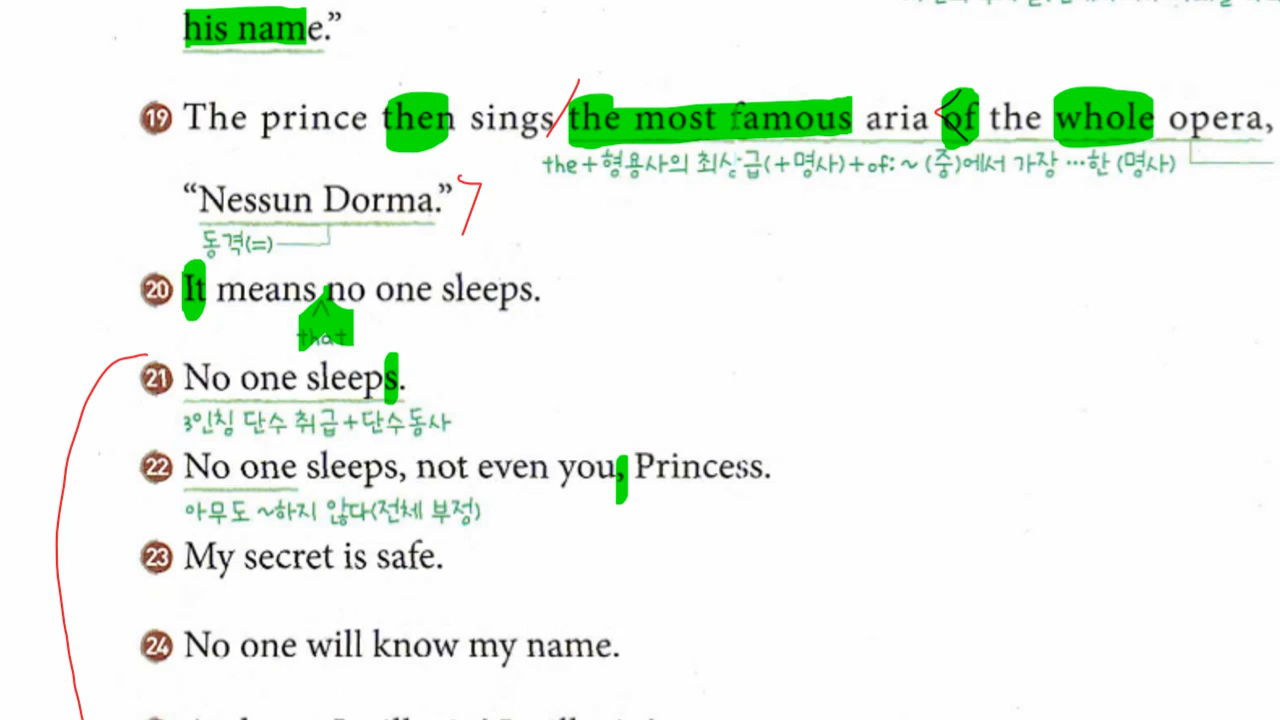 his name.”
19 The prince then sings the most famous aria of the whole opera,
the+형용사의 최상급(+명사)+of: ~ (중)에서 가장 …한 (명사)
“Nessun Dorma.”
동격(=)
20 It means no one sleeps.
that
21 No one sleeps.
3인칭 단수 취급+단수동사
22 No one sleeps, not even you, Princess.
아무도 ~하지 않다(전체 부정)
23 My secret is safe.
24 No one will know my name.